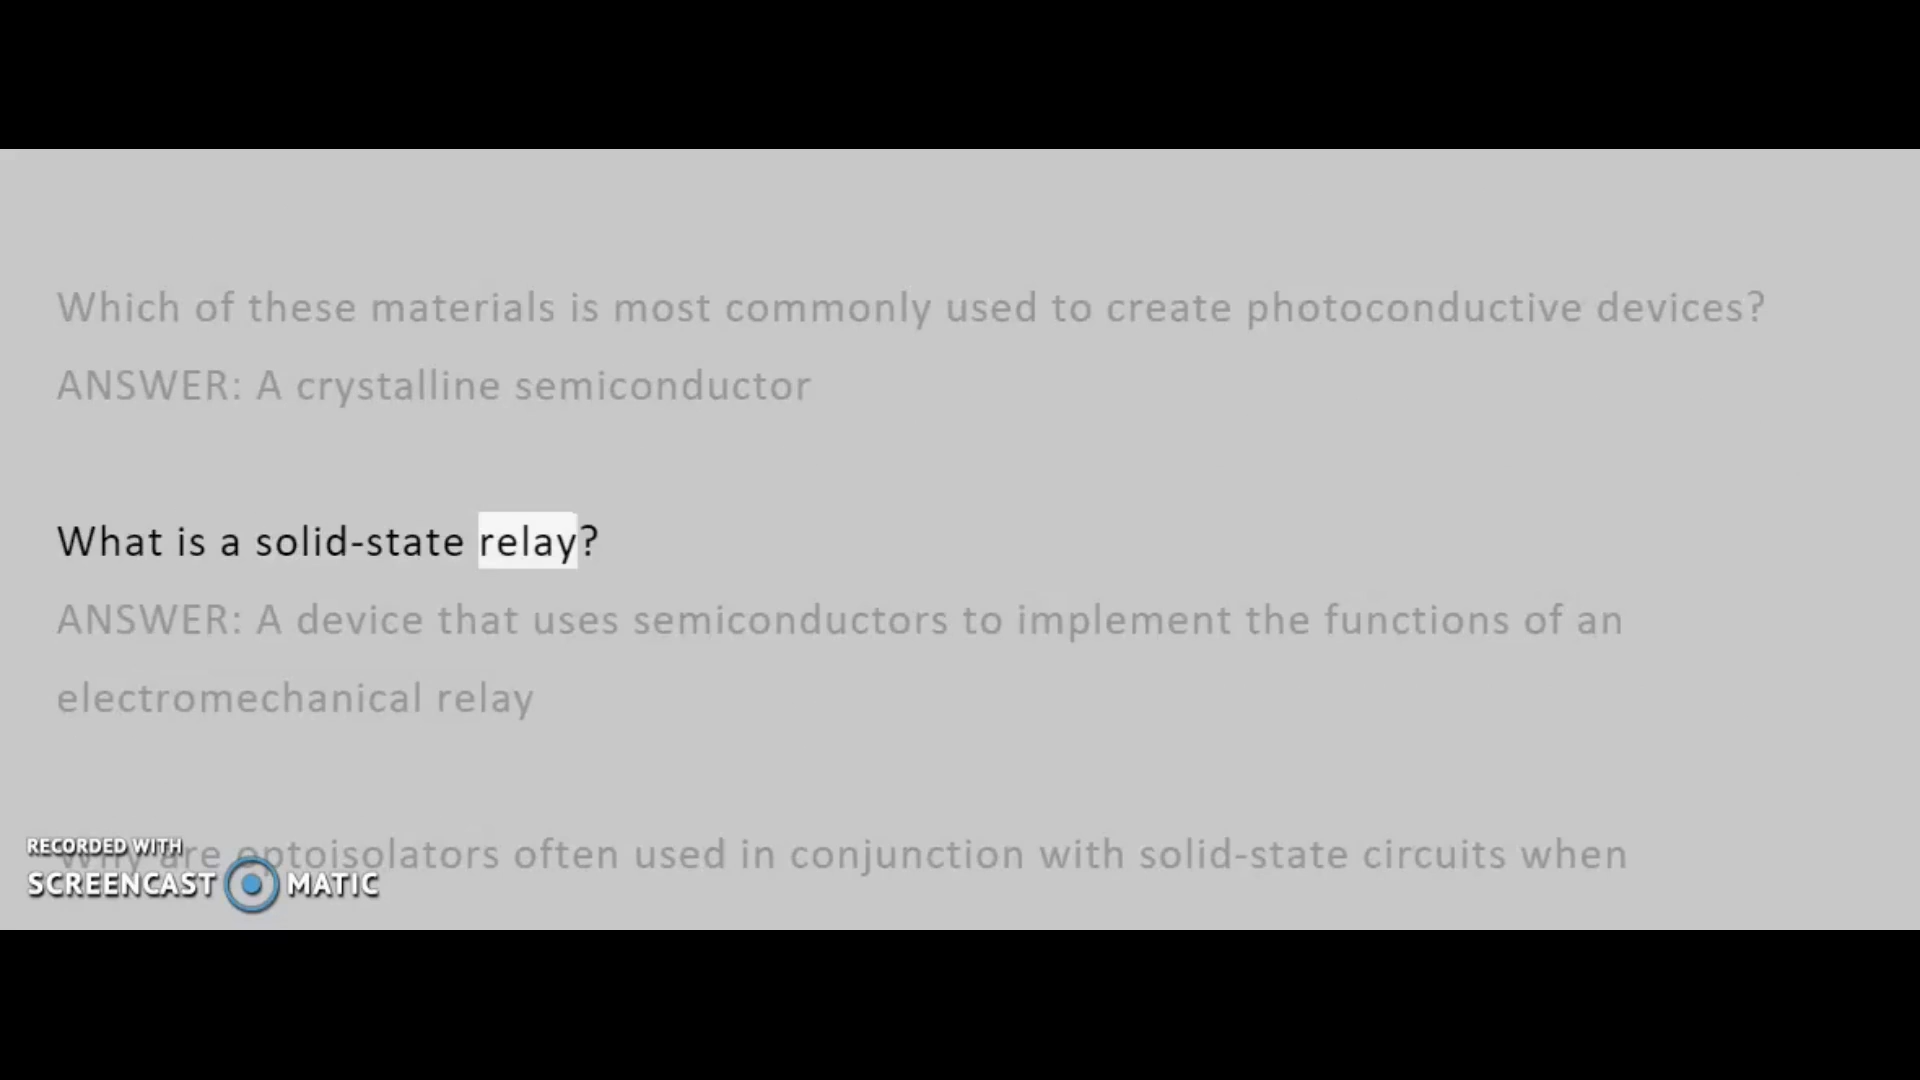 Which of these materials is most commonly used to create photoconductive devices?
ANSWER: A crystalline semiconductor
What is a solid-state relay?
ANSWER: A device that uses semiconductors to implement the functions of an
electromechanical relay
Why are optoisolators often used in conjunction with solid-state circuits when
RECORDED WITH
SCREENCAST MATIC